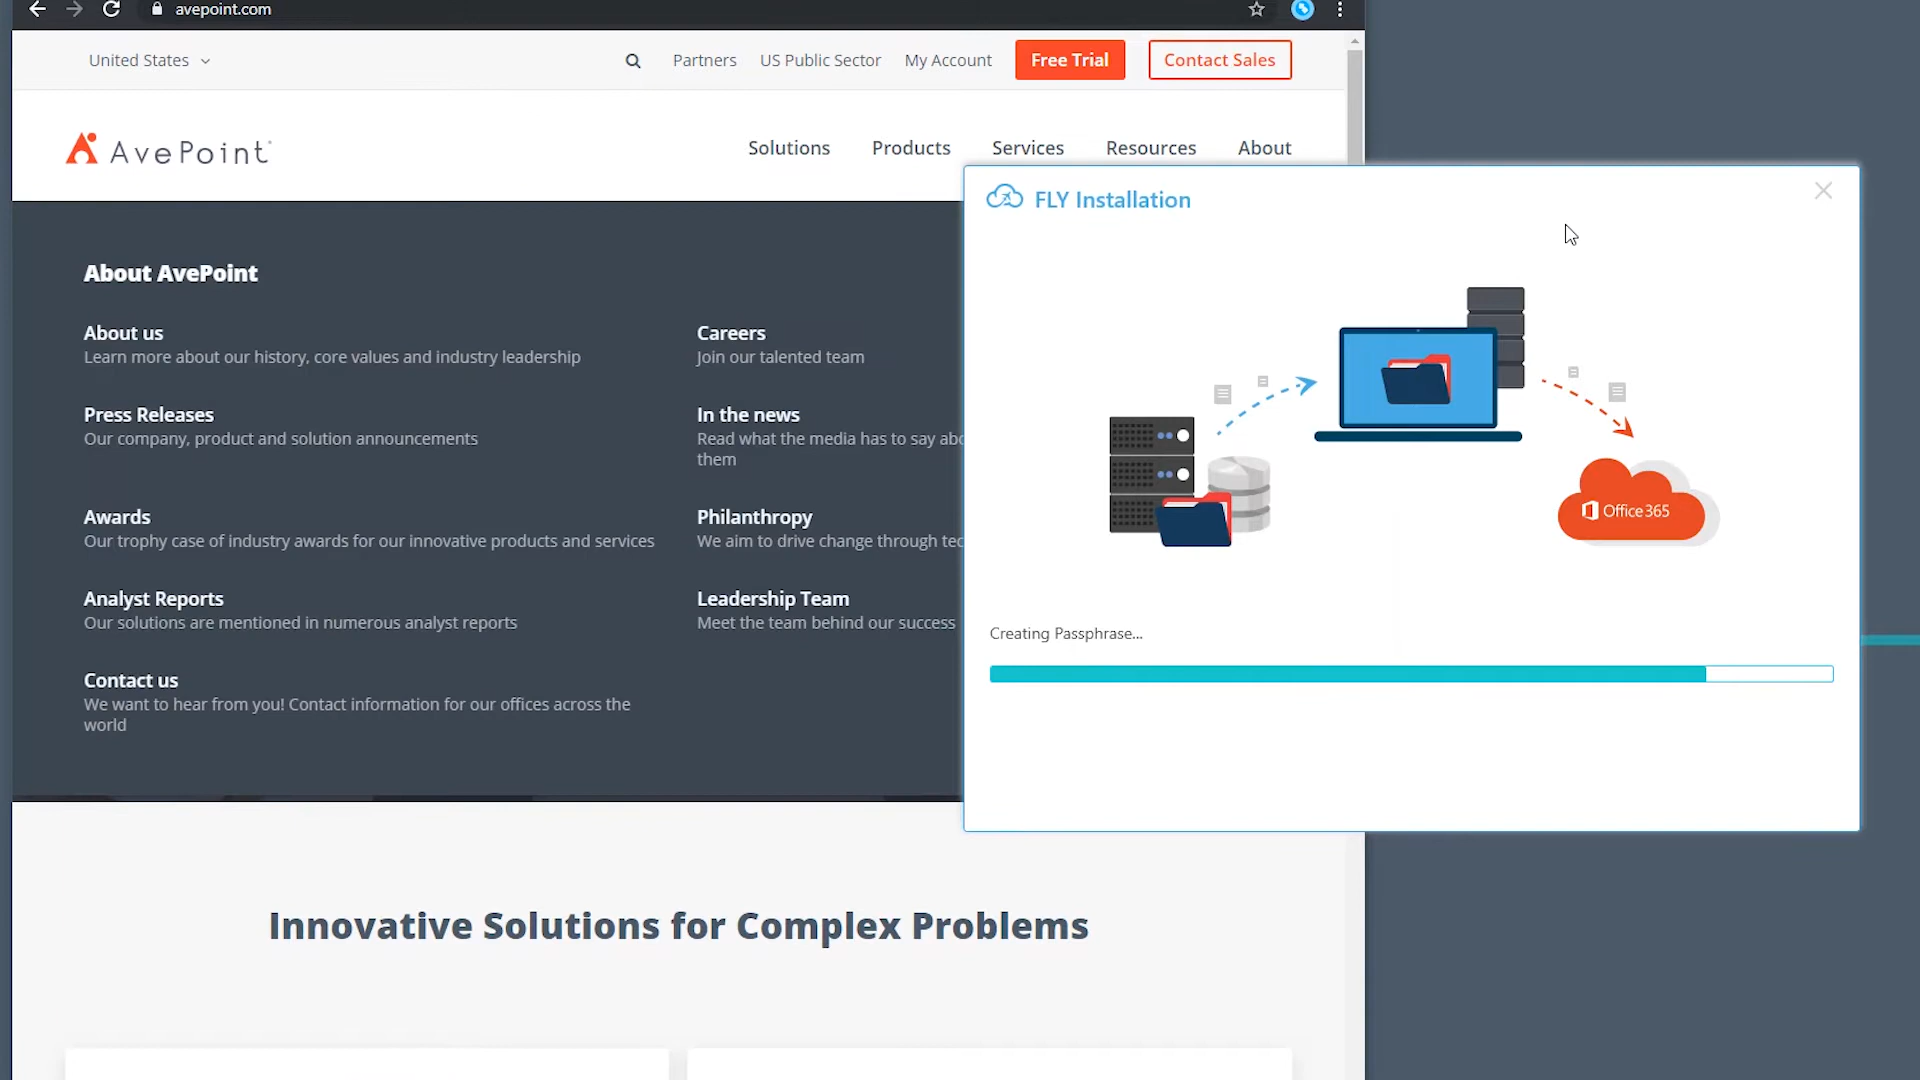 avepoint.com
United States
Partners
US Public Sector
My Account
Free Trial
Contact Sales
AvePoint
Solutions
Products
Services
Resources
About
About AvePoint
About us
Learn more about our history, core values and industry leadership
Careers
Join our talented team
Press Releases
Our company, product and solution announcements
In the news
Read what the media has to say
them
Awards
Our trophy case of industry awards for our innovative products and services
Philanthropy
We aim to drive change through
Analyst Reports
Our solutions are mentioned in numerous analyst reports
Leadership Team
Meet the team behind our success
Contact us
We want to hear from you! Contact information for our offices across the
world
FLY Installation
Office 365
Creating Passphrase...
Innovative Solutions for Complex Problems